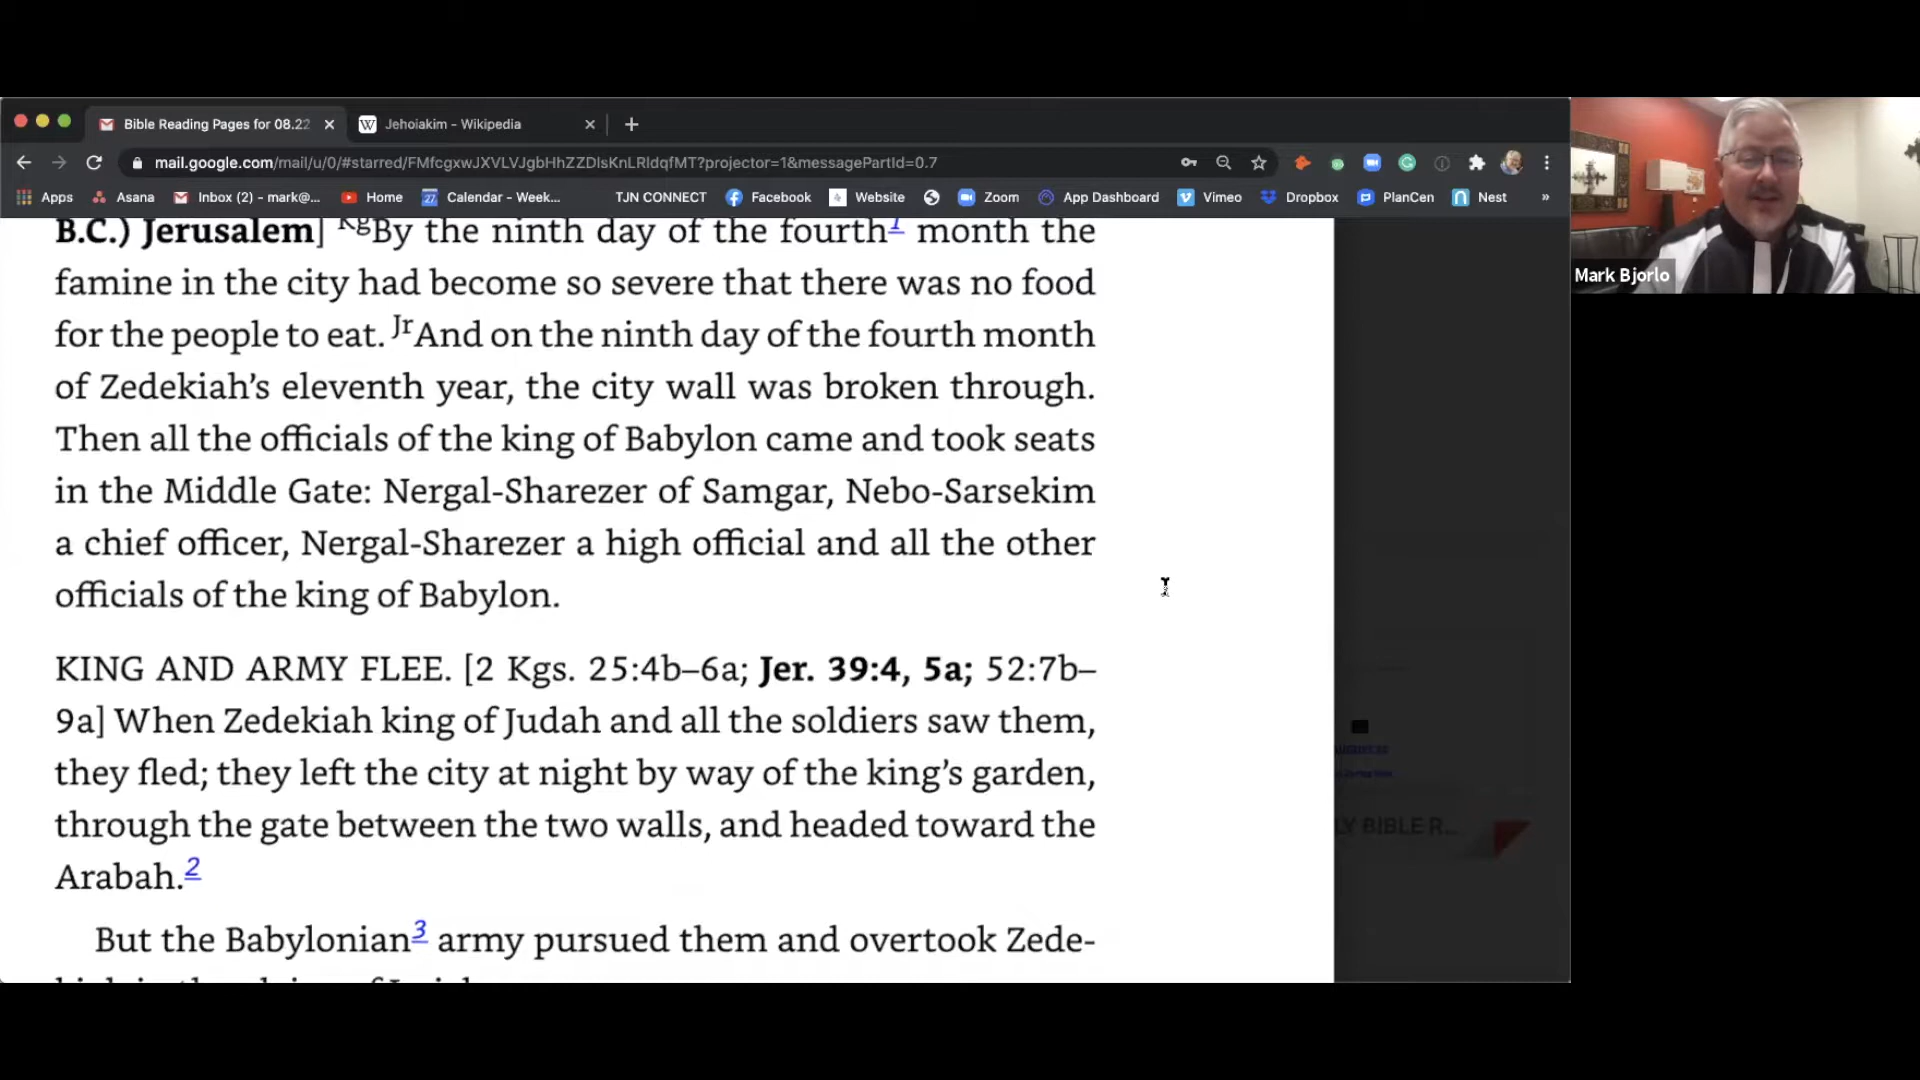 Bible Reading Pages for 08.22
Jehoiakim - Wikipedia
mail.google.com/mail/u/0/#starred/FMfcgxwJXVLVJgbHhZZDlsKnLRldqfMT?projector=1&messagePartId=0.7
Apps Asana Inbox (2) - mark@... Home Calendar - Week... TJN CONNECT Facebook Website Zoom App Dashboard Vimeo Dropbox PlanCen Nest »
B.C.) Jerusalem] KgBy the ninth day of the fourth1 month the
famine in the city had become so severe that there was no food
for the people to eat. JrAnd on the ninth day of the fourth month
of Zedekiah’s eleventh year, the city wall was broken through.
Then all the officials of the king of Babylon came and took seats
in the Middle Gate: Nergal-Sharezer of Samgar, Nebo-Sarsekim
a chief officer, Nergal-Sharezer a high official and all the other
officials of the king of Babylon.
KING AND ARMY FLEE. [2 Kgs. 25:4b–6a; Jer. 39:4, 5a; 52:7b–
9a] When Zedekiah king of Judah and all the soldiers saw them,
they fled; they left the city at night by way of the king’s garden,
through the gate between the two walls, and headed toward the
Arabah.2
But the Babylonian3 army pursued them and overtook Zede-
LY BIBLE R...
Mark Bjorlo